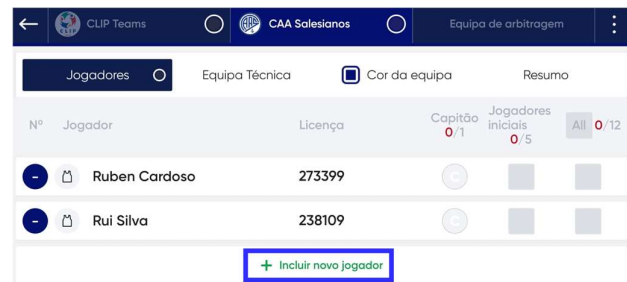 CLIP Teams CAA Salesianos Equipa de arbitragem
Jogadores Equipa Técnica Cor da equipa Resumo
Nº Jogador Licença Capitão 0/1 Jogadores iniciais 0/5 All 0/12
- Ruben Cardoso 273399 C
- Rui Silva 238109 C
+ Incluir novo jogador